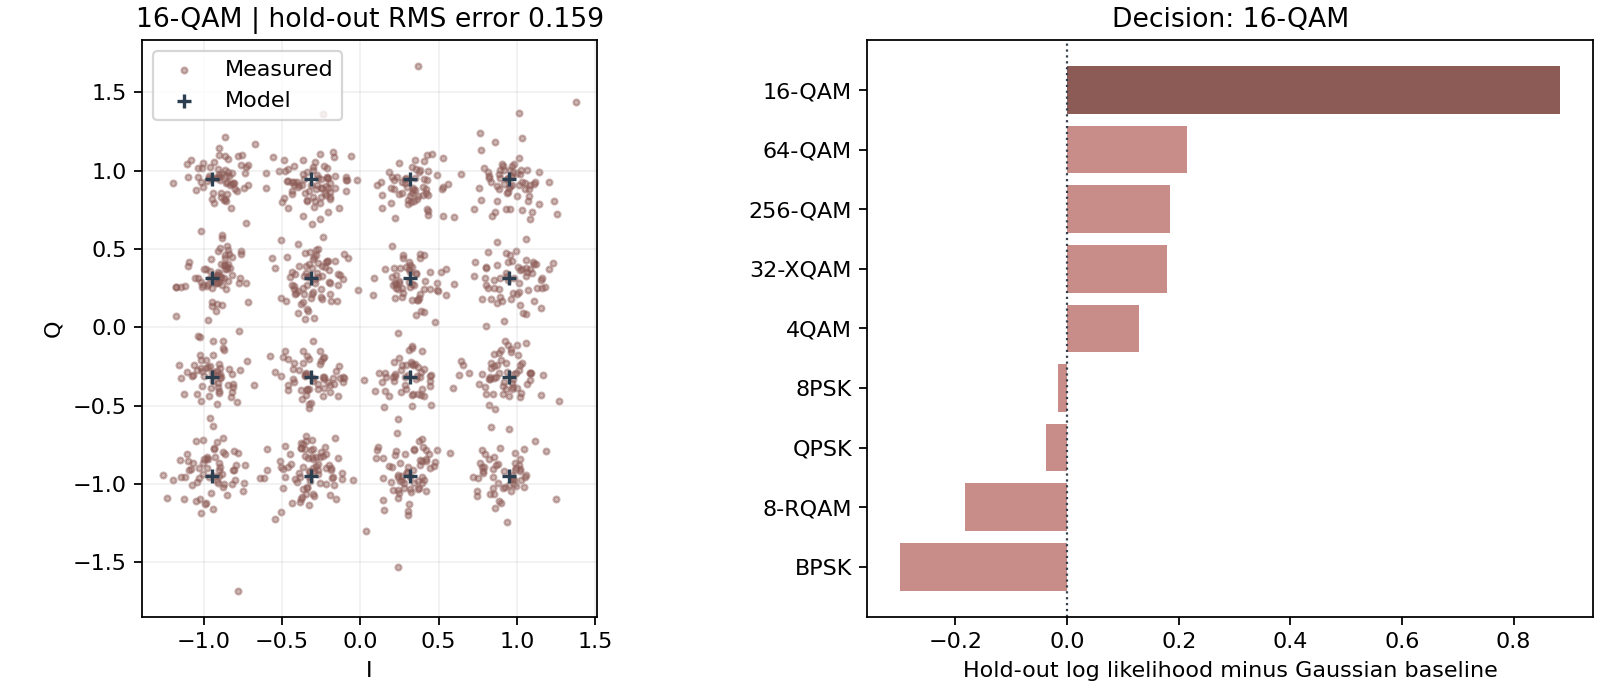 16-QAM | hold-out RMS error 0.159
Measured
Model
1.5
1.0
0.5
0.0
−0.5
−1.0
−1.5
Q
−1.0 −0.5 0.0 0.5 1.0 1.5
I
Decision: 16-QAM
16-QAM
64-QAM
256-QAM
32-XQAM
4QAM
8PSK
QPSK
8-RQAM
BPSK
−0.2 0.0 0.2 0.4 0.6 0.8
Hold-out log likelihood minus Gaussian baseline